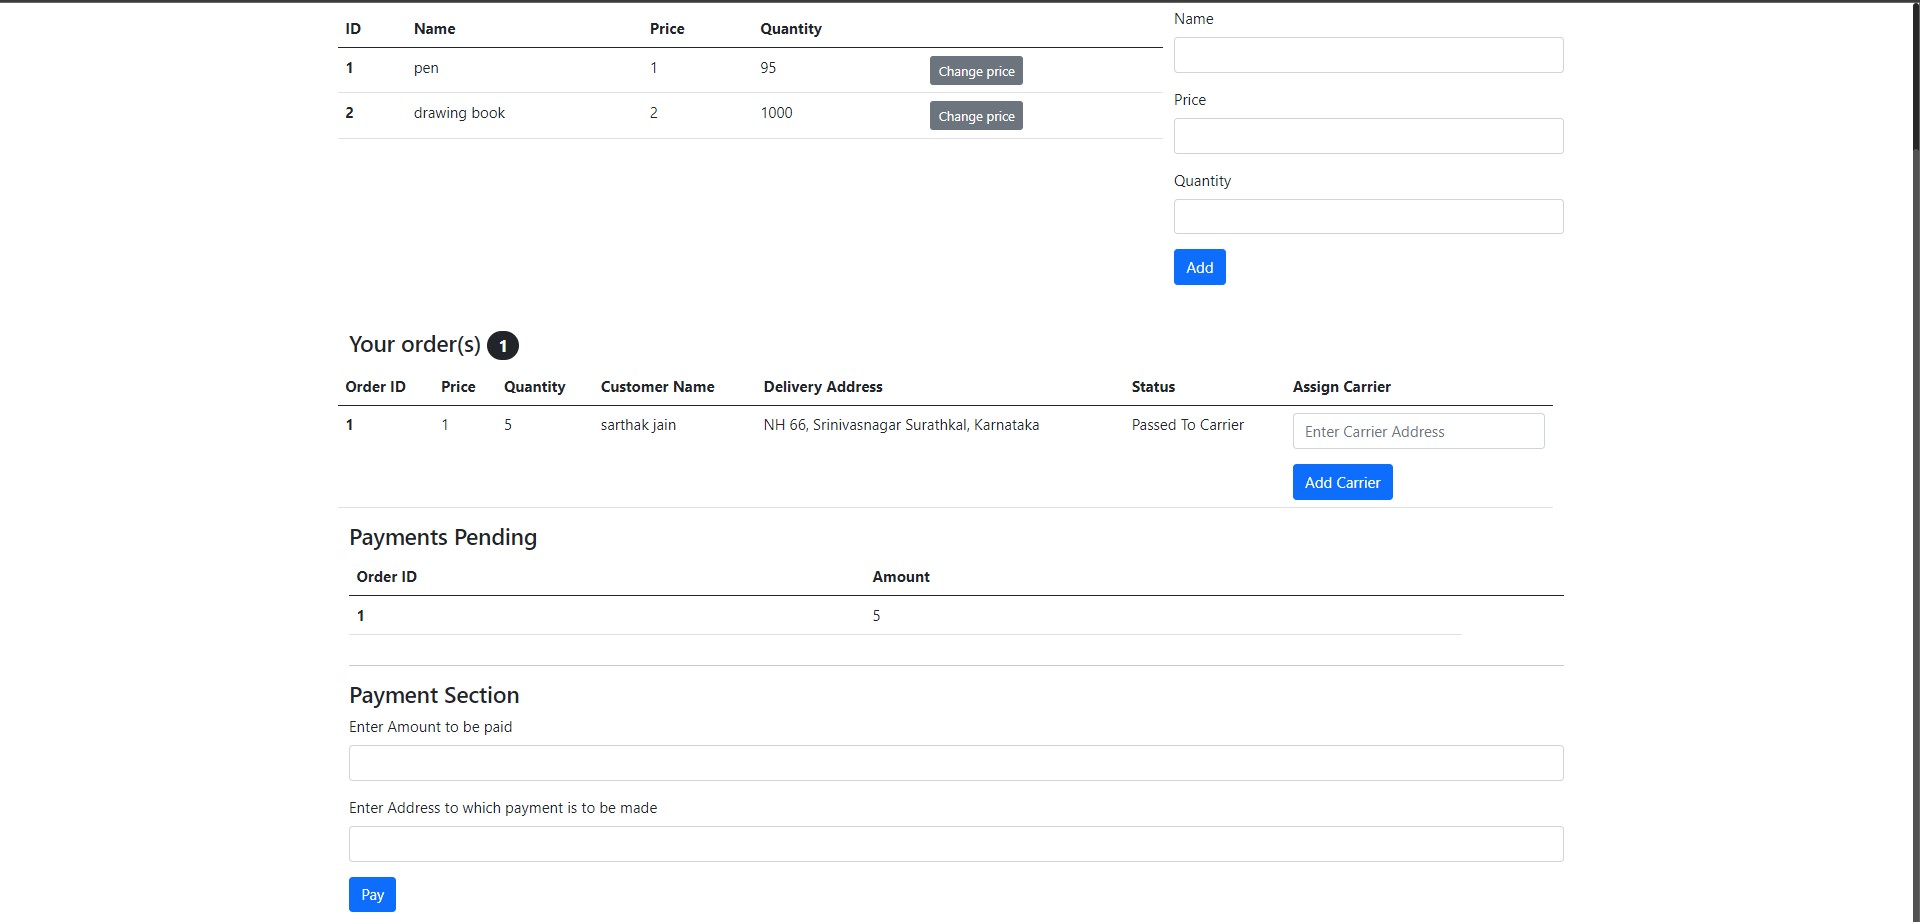 ID Name Price Quantity
1 pen 1 95 Change price
2 drawing book 2 1000 Change price
Name
Price
Quantity
Add
Your order(s) 1
Order ID Price Quantity Customer Name Delivery Address Status Assign Carrier
1 1 5 sarthak jain NH 66, Srinivasnagar Surathkal, Karnataka Passed To Carrier Enter Carrier Address
Add Carrier
Payments Pending
Order ID Amount
1 5
Payment Section
Enter Amount to be paid
Enter Address to which payment is to be made
Pay